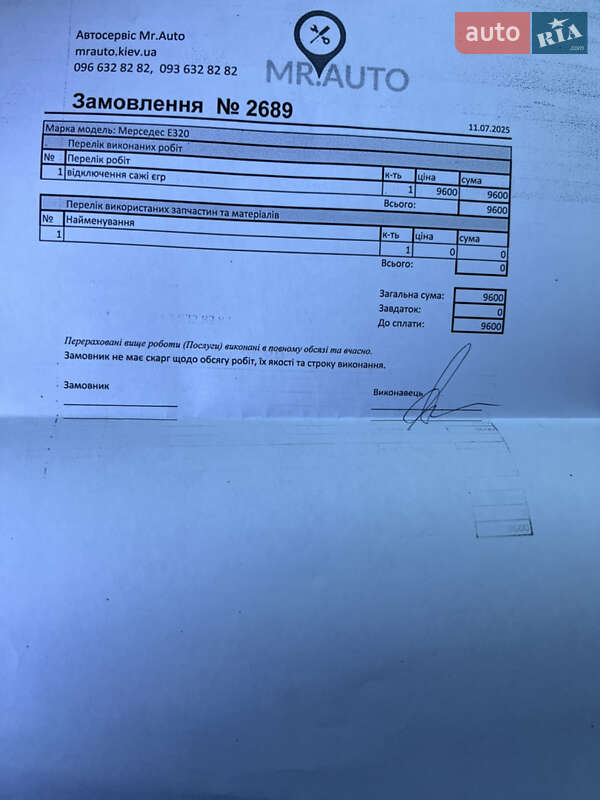 Автосервіс Mr.Auto
mrauto.kiev.ua
096 632 82 82, 093 632 82 82
MR.AUTO
auto RIA .com
Замовлення № 2689
11.07.2025
Марка модель: Мерседес Е320
Перелік виконаних робіт
№ Перелік робіт к-ть ціна сума
1 відключення сажі єгр 1 9600 9600
Всього: 9600
Перелік використаних запчастин та матеріалів
№ Найменування к-ть ціна сума
1 1 0 0
Всього: 0
Загальна сума: 9600
Завдаток: 0
До сплати: 9600
Перераховані вище роботи (Послуги) виконані в повному обсязі та вчасно.
Замовник не має скарг щодо обсягу робіт, їх якості та строку виконання.
Замовник Виконавець